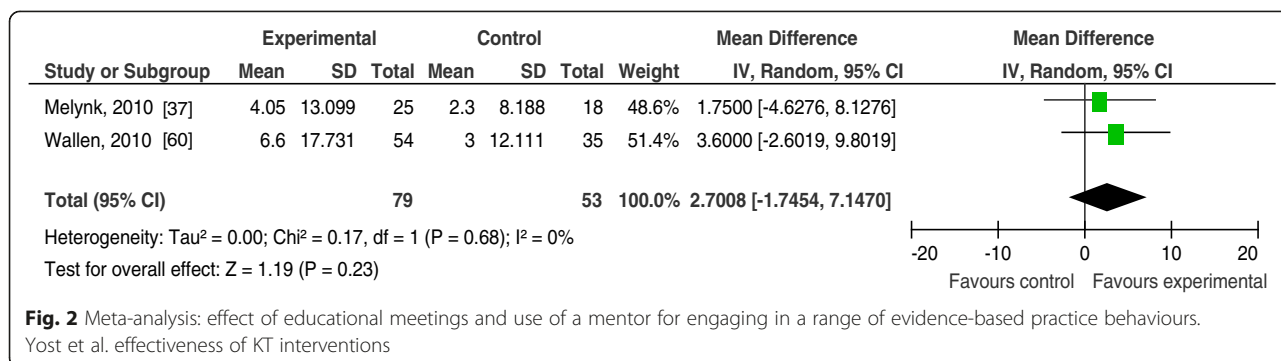 Experimental Control Mean Difference Mean Difference
Study or Subgroup Mean SD Total Mean SD Total Weight IV, Random, 95% CI IV, Random, 95% CI
Melynk, 2010 [37] 4.05 13.099 25 2.3 8.188 18 48.6% 1.7500 [-4.6276, 8.1276]
Wallen, 2010 [60] 6.6 17.731 54 3 12.111 35 51.4% 3.6000 [-2.6019, 9.8019]
Total (95% CI) 79 53 100.0% 2.7008 [-1.7454, 7.1470]
Heterogeneity: Tau² = 0.00; Chi² = 0.17, df = 1 (P = 0.68); I² = 0%
Test for overall effect: Z = 1.19 (P = 0.23)
-20 -10 0 10 20
Favours control Favours experimental
Fig. 2 Meta-analysis: effect of educational meetings and use of a mentor for engaging in a range of evidence-based practice behaviours.
Yost et al. effectiveness of KT interventions